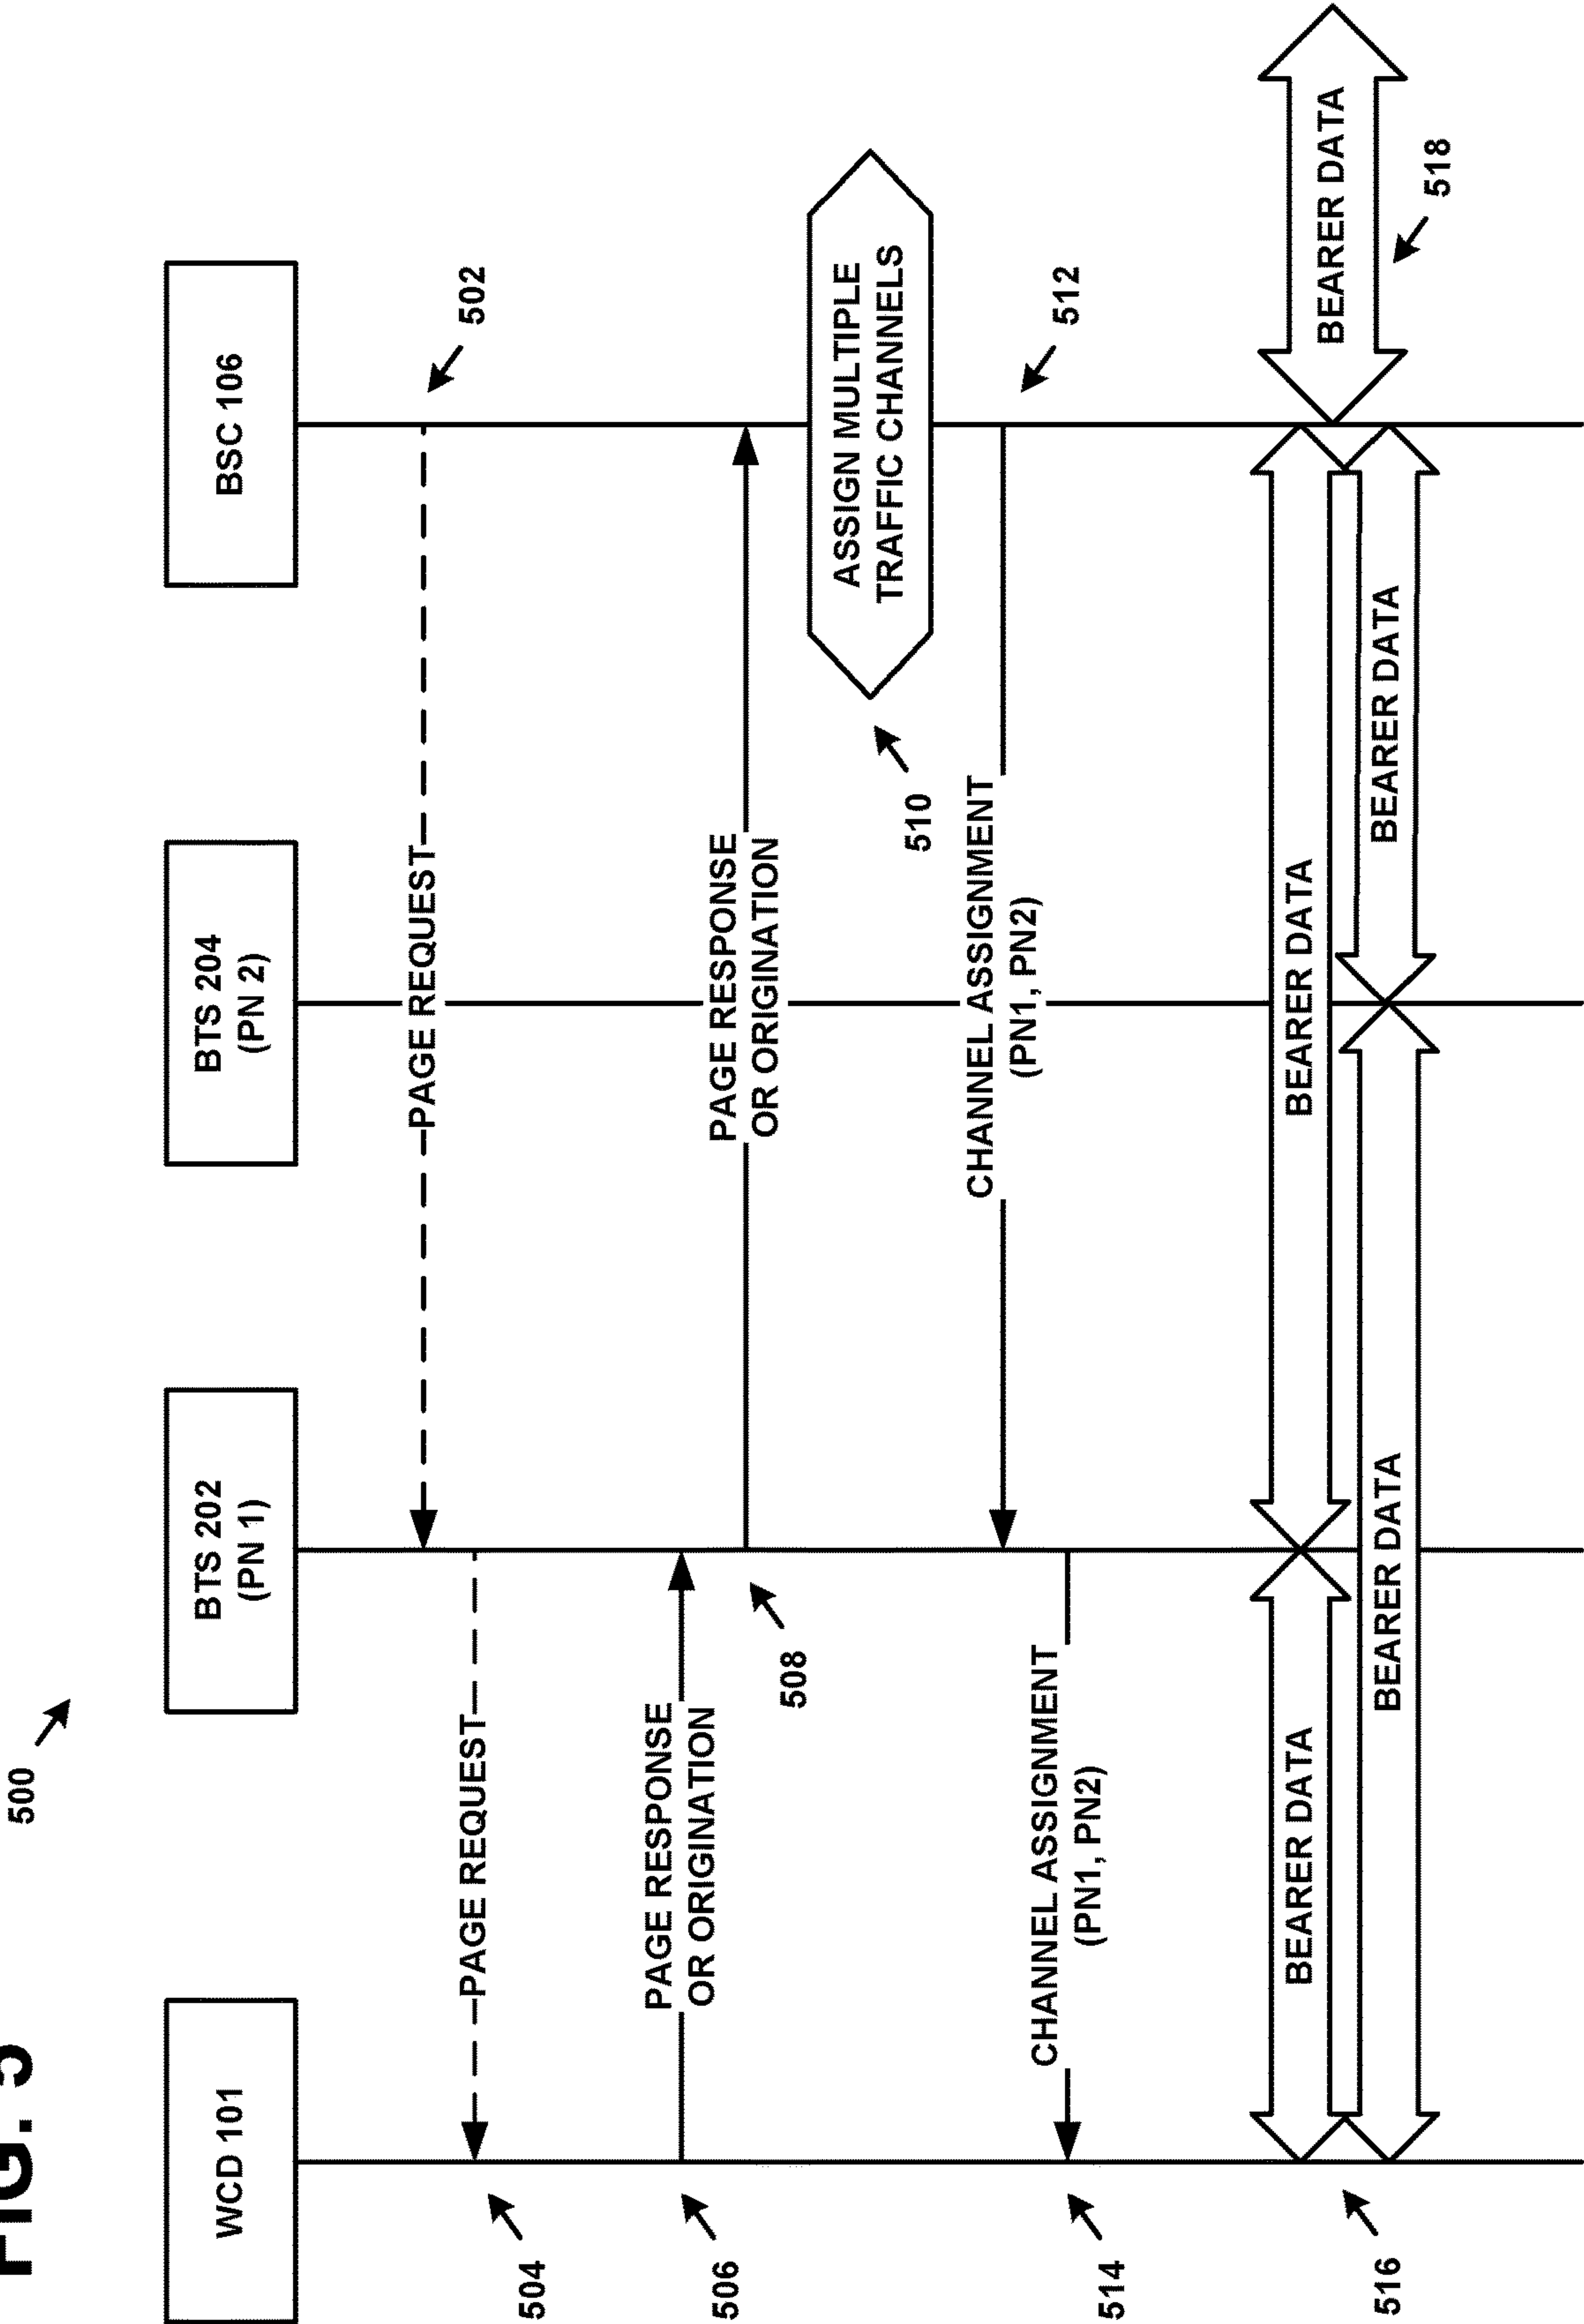 FIG. 5
500
WCD 101
BTS 202
(PN 1)
BTS 204
(PN 2)
BSC 106
PAGE REQUEST
502
PAGE REQUEST
504
PAGE RESPONSE
OR ORIGINATION
506
PAGE RESPONSE
OR ORIGINATION
508
ASSIGN MULTIPLE
TRAFFIC CHANNELS
510
CHANNEL ASSIGNMENT
(PN1, PN2)
512
CHANNEL ASSIGNMENT
(PN1, PN2)
514
BEARER DATA
BEARER DATA
BEARER DATA
BEARER DATA
BEARER DATA
516
518